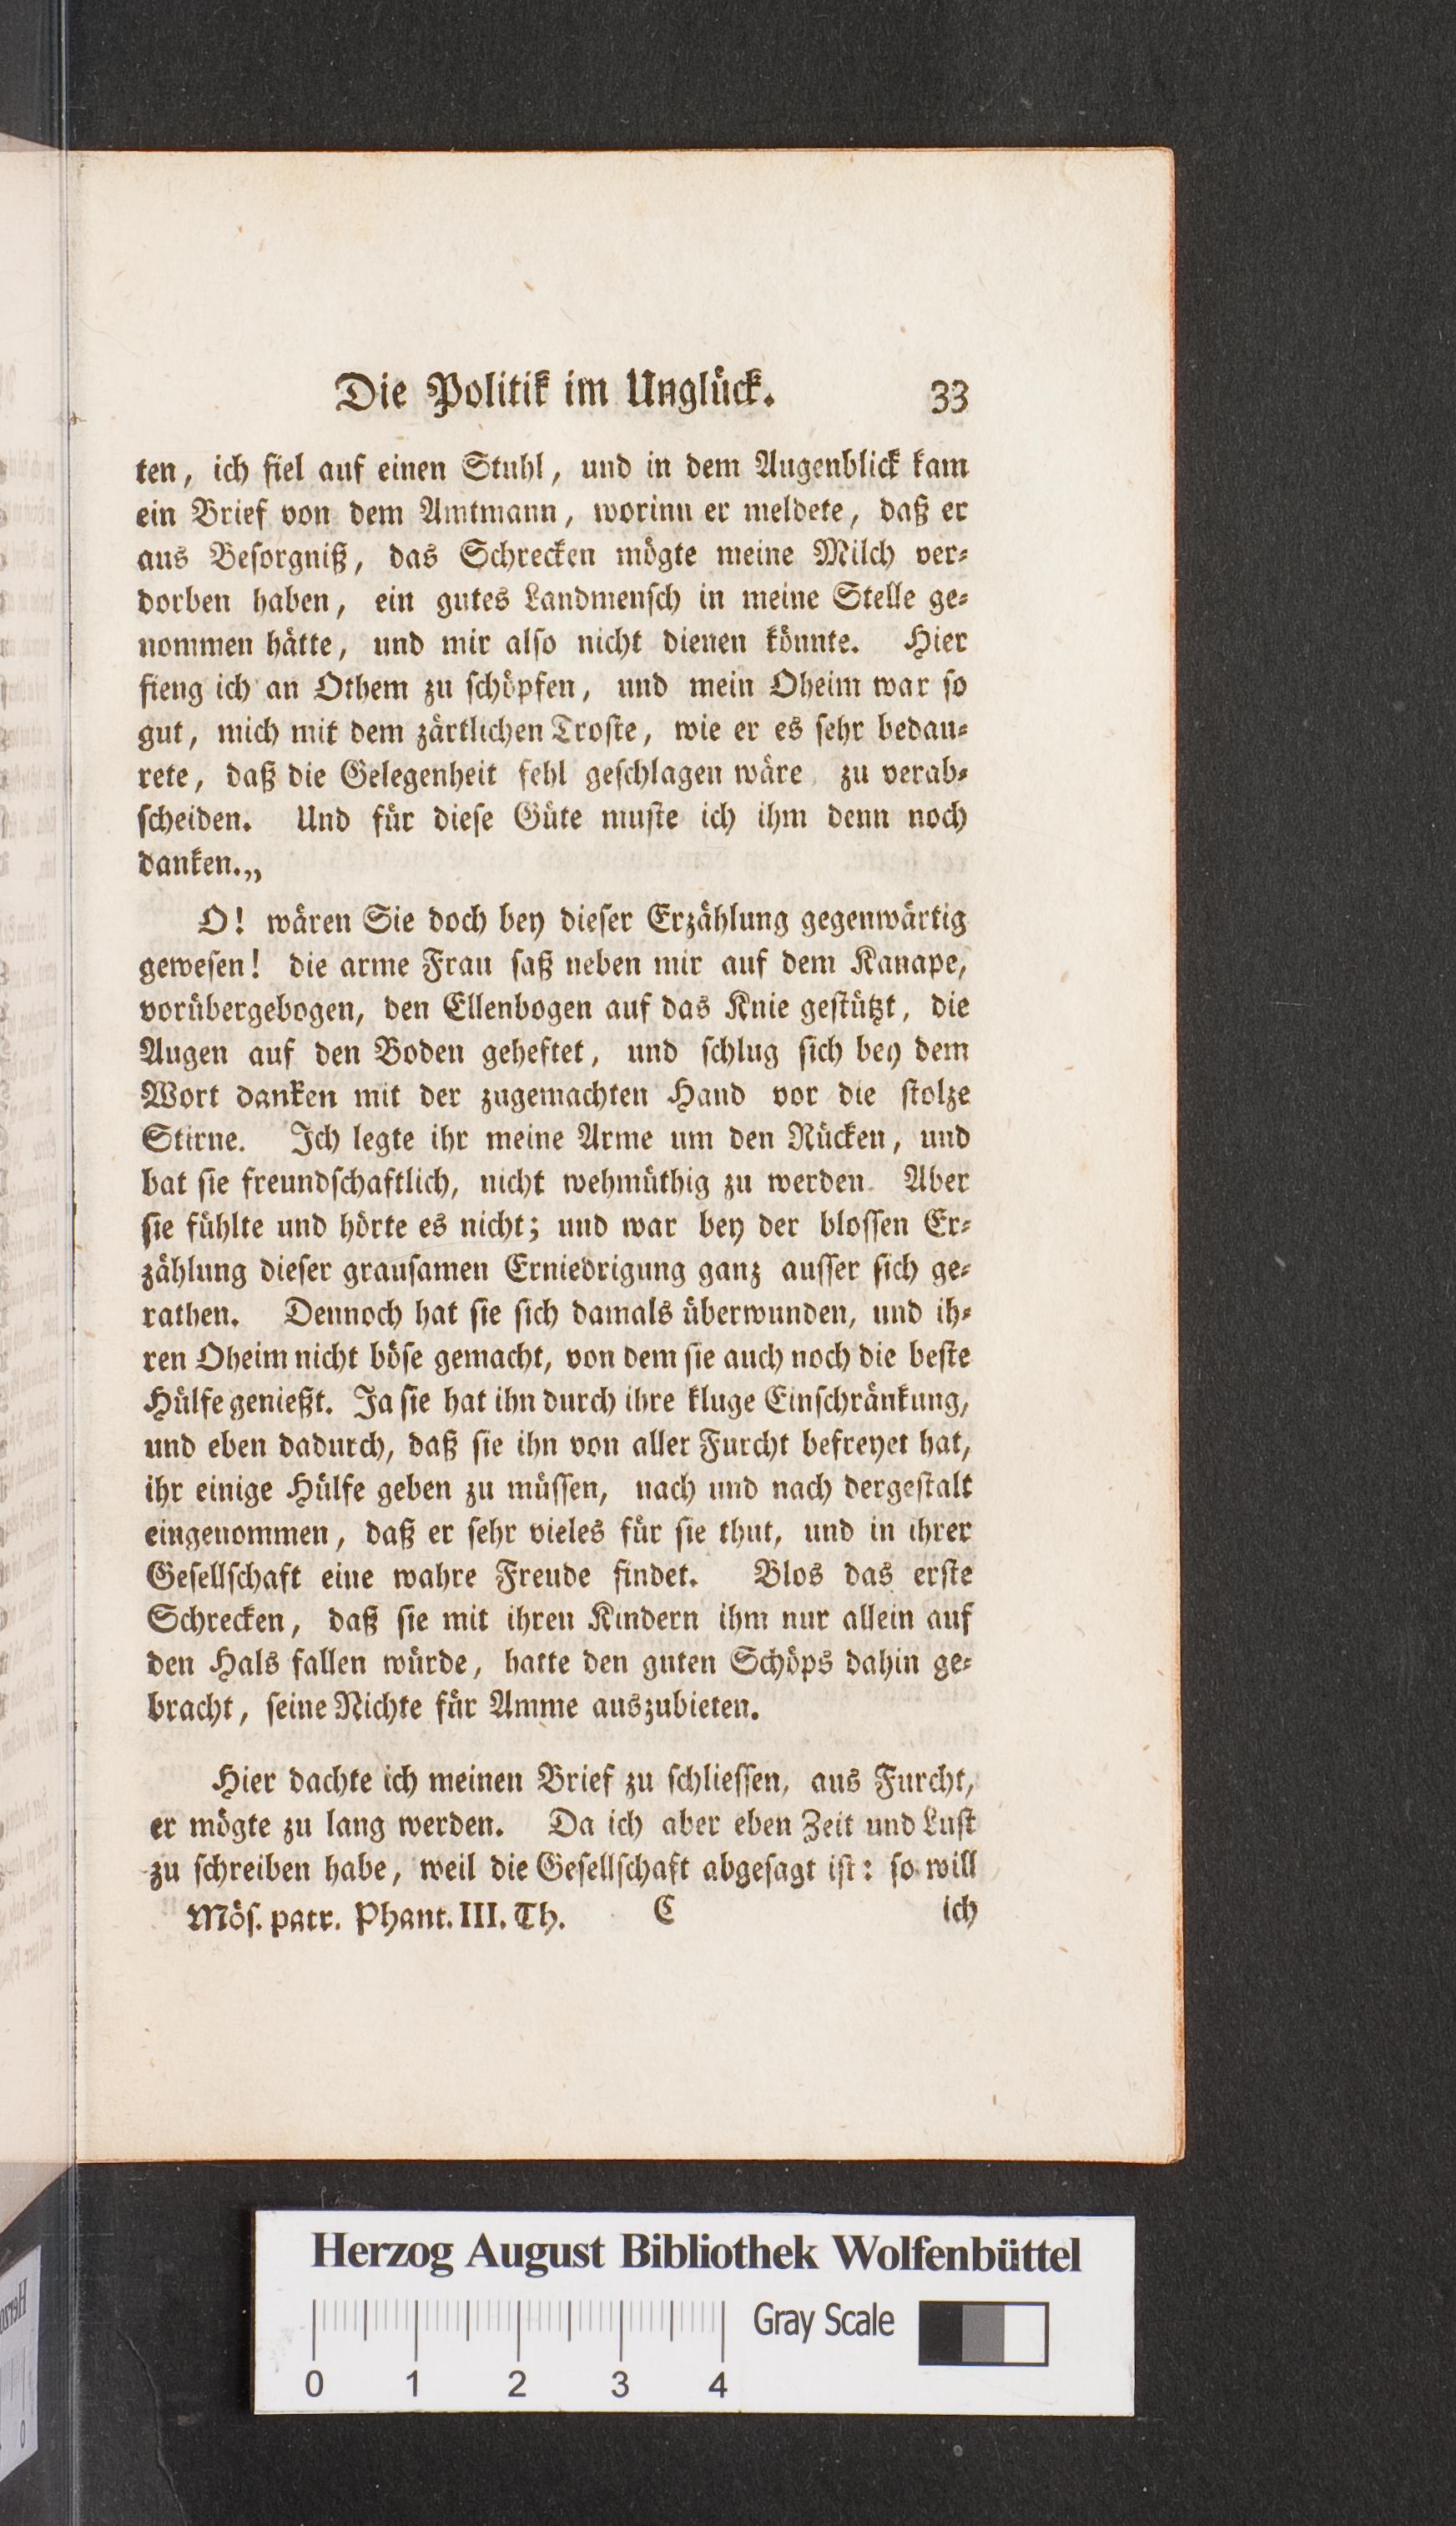 Die Politik im Unglück. 33
ten, ich fiel auf einen Stuhl, und in dem Augenblick kam
ein Brief von dem Amtmann, worinn er meldete, daß er
aus Besorgniß, das Schrecken mögte meine Milch ver⸗
dorben haben, ein gutes Landmensch in meine Stelle ge⸗
nommen hätte, und mir also nicht dienen könnte. Hier
fieng ich an Othem zu schöpfen, und mein Oheim war so
gut, mich mit dem zärtlichen Troste, wie er es sehr bedau⸗
rete, daß die Gelegenheit fehl geschlagen wäre zu verab⸗
scheiden. Und für diese Güte muste ich ihm denn noch
danken.„
O! wären Sie doch bey dieser Erzählung gegenwärtig
gewesen! die arme Frau saß neben mir auf dem Kanape,
vorübergebogen, den Ellenbogen auf das Knie gestützt, die
Augen auf den Boden geheftet, und schlug sich bey dem
Wort danken mit der zugemachten Hand vor die stolze
Stirne. Ich legte ihr meine Arme um den Rücken, und
bat sie freundschaftlich, nicht wehmüthig zu werden. Aber
sie fühlte und hörte es nicht; und war bey der blossen Er⸗
zählung dieser grausamen Erniedrigung ganz ausser sich ge⸗
rathen. Dennoch hat sie sich damals überwunden, und ih⸗
ren Oheim nicht böse gemacht, von dem sie auch noch die beste
Hülfe genießt. Ja sie hat ihn durch ihre kluge Einschränkung,
und eben dadurch, daß sie ihn von aller Furcht befreyet hat,
ihr einige Hülfe geben zu müssen, nach und nach dergestalt
eingenommen, daß er sehr vieles für sie thut, und in ihrer
Gesellschaft eine wahre Freude findet. Blos das erste
Schrecken, daß sie mit ihren Kindern ihm nur allein auf
den Hals fallen würde, hatte den guten Schöps dahin ge⸗
bracht, seine Nichte für Amme auszubieten.
Hier dachte ich meinen Brief zu schliessen, aus Furcht,
er mögte zu lang werden. Da ich aber eben Zeit und Lust
zu schreiben habe, weil die Gesellschaft abgesagt ist: so will
Mös. patr. Phant. III. Th. C ich
Herzog August Bibliothek Wolfenbüttel
Gray Scale
0 1 2 3 4